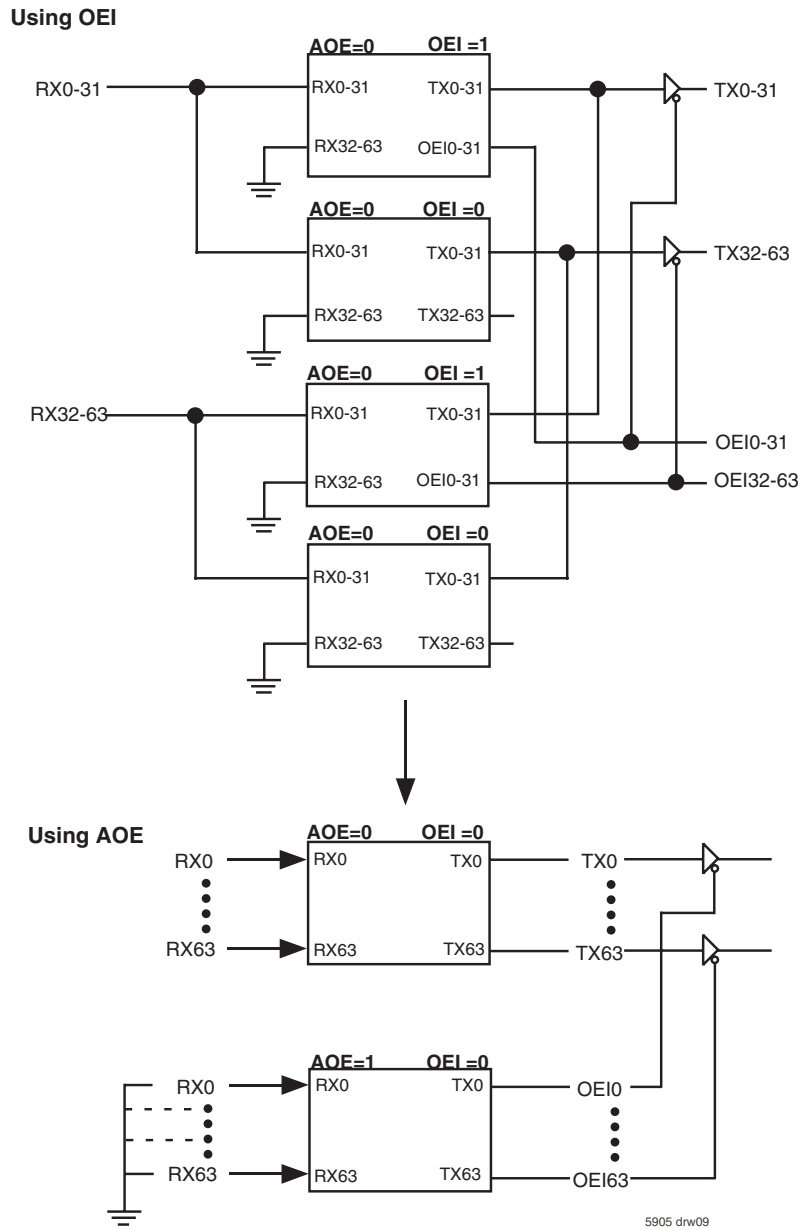 Using OEI
AOE=0 OEI =1
RX0-31 RX0-31 TX0-31 TX0-31
RX32-63 OEI0-31
AOE=0 OEI =0
RX0-31 TX0-31 TX32-63
RX32-63 TX32-63
AOE=0 OEI =1
RX32-63 RX0-31 TX0-31
OEI0-31
RX32-63 OEI0-31 OEI32-63
AOE=0 OEI =0
RX0-31 TX0-31
RX32-63 TX32-63
Using AOE
AOE=0 OEI =0
RX0 RX0 TX0 TX0
RX63 RX63 TX63 TX63
AOE=1 OEI =0
RX0 RX0 TX0 OEI0
RX63 RX63 TX63 OEI63
5905 drw09